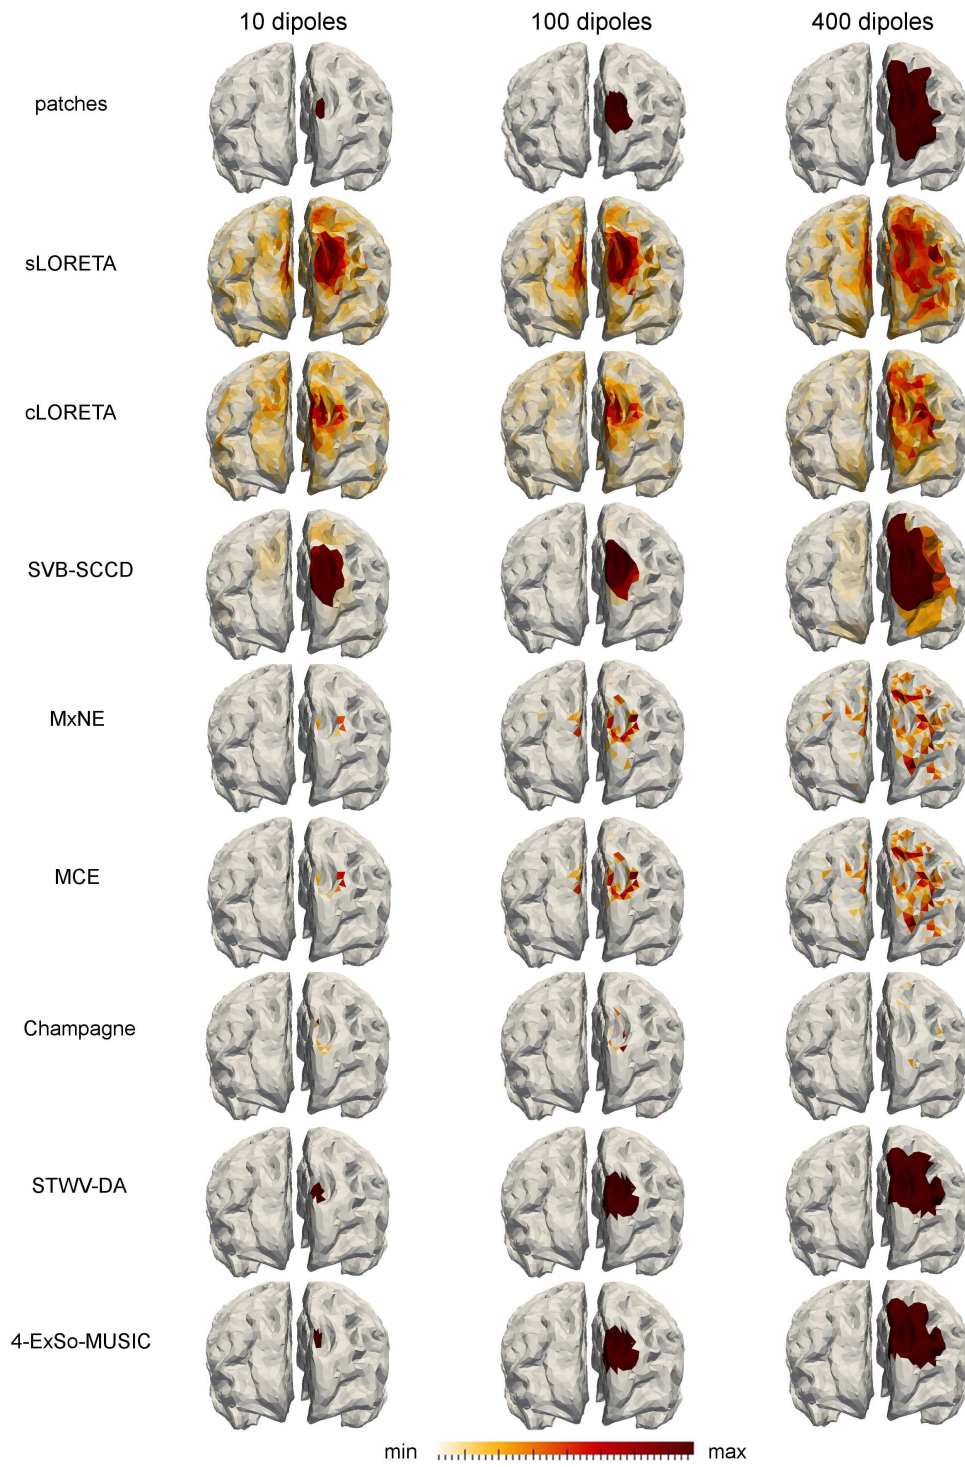 10 dipoles 100 dipoles 400 dipoles
patches
sLORETA
cLORETA
SVB-SCCD
MxNE
MCE
Champagne
STWV-DA
4-ExSo-MUSIC
min max